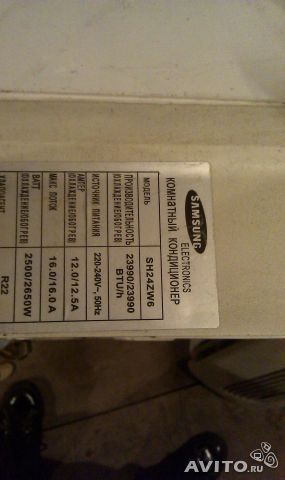 SAMSUNG
ELECTRONICS
КОМНАТНЫЙ КОНДИЦИОНЕР
МОДЕЛЬ SH24ZW6
ПРОИЗВОДИТЕЛЬНОСТЬ 23990/23990
(ОХЛАЖДЕНИЕ/ОБОГРЕВ) BTU/h
ИСТОЧНИК ПИТАНИЯ 220-240V~, 50Hz
АМПЕР 12.0/12.5A
(ОХЛАЖДЕНИЕ/ОБОГРЕВ)
МАКС ПОТОК 16.0/16.0 A
ВАТТ 2500/2650W
(ОХЛАЖДЕНИЕ/ОБОГРЕВ)
R22
AVITO.ru